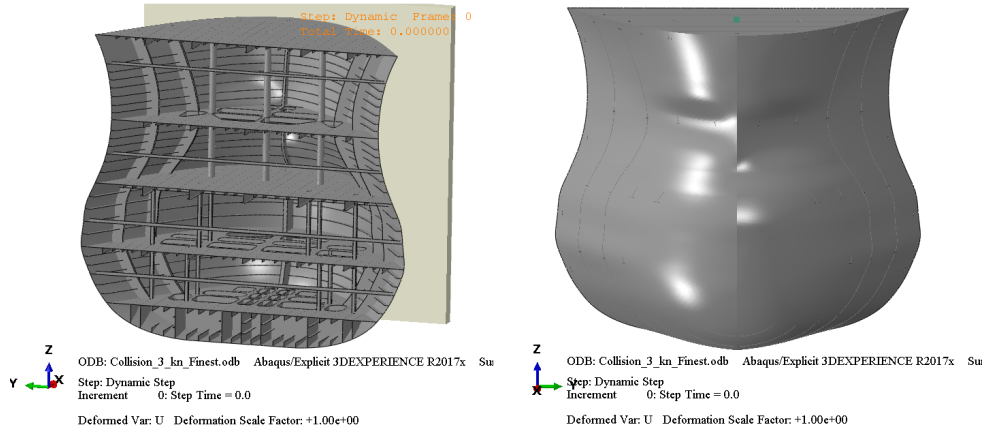 Step: Dynamic Frame: 0
Total Time: 0.000000
Z
Y
X
ODB: Collision_3_kn_Finest.odb Abaqus/Explicit 3DEXPERIENCE R2017x
Step: Dynamic Step
Increment 0: Step Time = 0.0
Deformed Var: U Deformation Scale Factor: +1.00e+00
Z
X
Y
ODB: Collision_3_kn_Finest.odb Abaqus/Explicit 3DEXPERIENCE R2017x
Step: Dynamic Step
Increment 0: Step Time = 0.0
Deformed Var: U Deformation Scale Factor: +1.00e+00